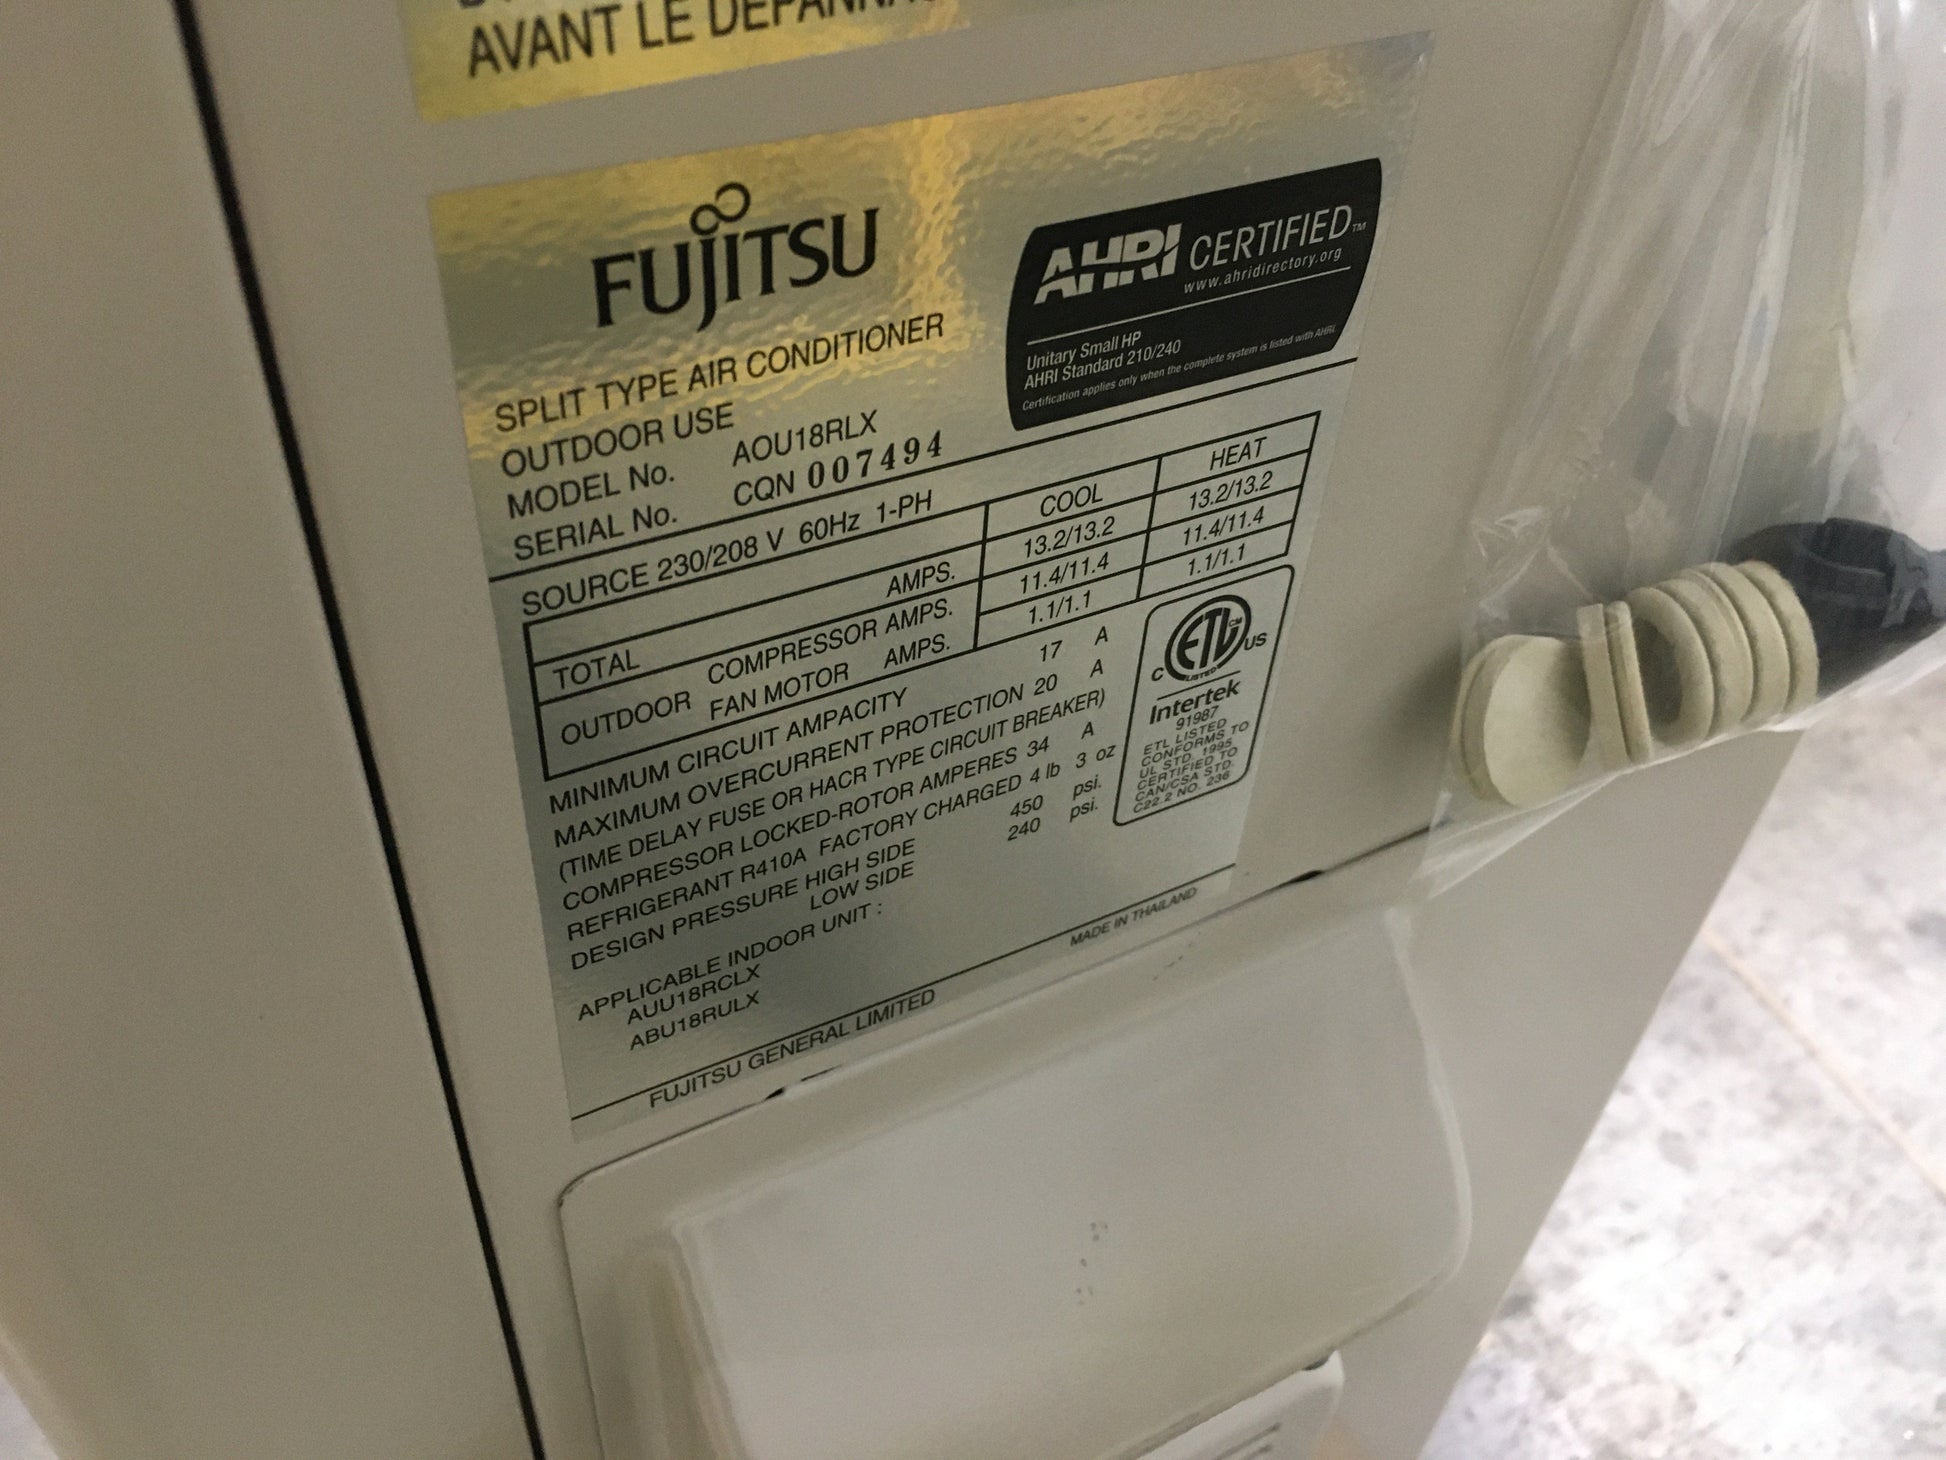 AVANT LE DÉPANNA
FUJITSU
SPLIT TYPE AIR CONDITIONER
OUTDOOR USE
MODEL No. AOU18RLX
SERIAL No. CQN 007494
AHRI CERTIFIED™
www.ahridirectory.org
Unitary Small HP
AHRI Standard 210/240
Certification applies only when the complete system is listed with AHRI.
SOURCE 230/208 V 60Hz 1-PH
COOL HEAT
TOTAL AMPS. 13.2/13.2 13.2/13.2
OUTDOOR COMPRESSOR AMPS. 11.4/11.4 11.4/11.4
FAN MOTOR AMPS. 1.1/1.1 1.1/1.1
MINIMUM CIRCUIT AMPACITY 17 A
MAXIMUM OVERCURRENT PROTECTION 20 A
(TIME DELAY FUSE OR HACR TYPE CIRCUIT BREAKER)
COMPRESSOR LOCKED-ROTOR AMPERES 34 A
REFRIGERANT R410A FACTORY CHARGED 4 lb 3 oz
DESIGN PRESSURE HIGH SIDE 450 psi.
LOW SIDE 240 psi.
ETL CM
LISTED
C US
Intertek
91987
ETL LISTED
CONFORMS TO
UL STD. 1995
CERTIFIED TO
CAN/CSA STD.
C22.2 NO. 236
APPLICABLE INDOOR UNIT :
AUU18RCLX
ABU18RULX
MADE IN THAILAND
FUJITSU GENERAL LIMITED